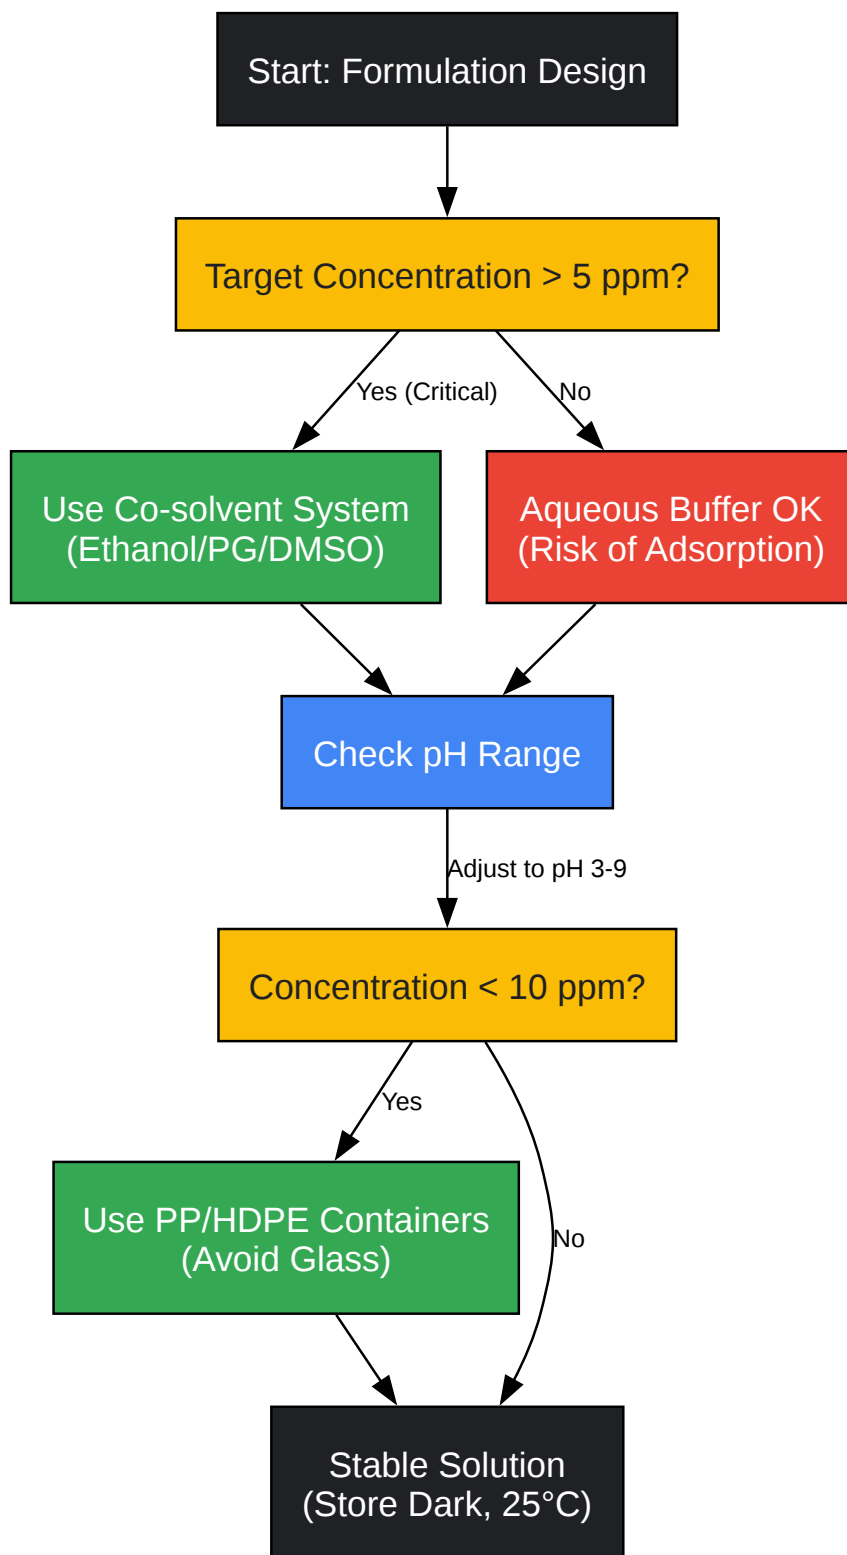 Start: Formulation Design
Target Concentration > 5 ppm?
Yes (Critical)
No
Use Co-solvent System
(Ethanol/PG/DMSO)
Aqueous Buffer OK
(Risk of Adsorption)
Check pH Range
Adjust to pH 3-9
Concentration < 10 ppm?
Yes
Use PP/HDPE Containers
(Avoid Glass)
No
Stable Solution
(Store Dark, 25°C)